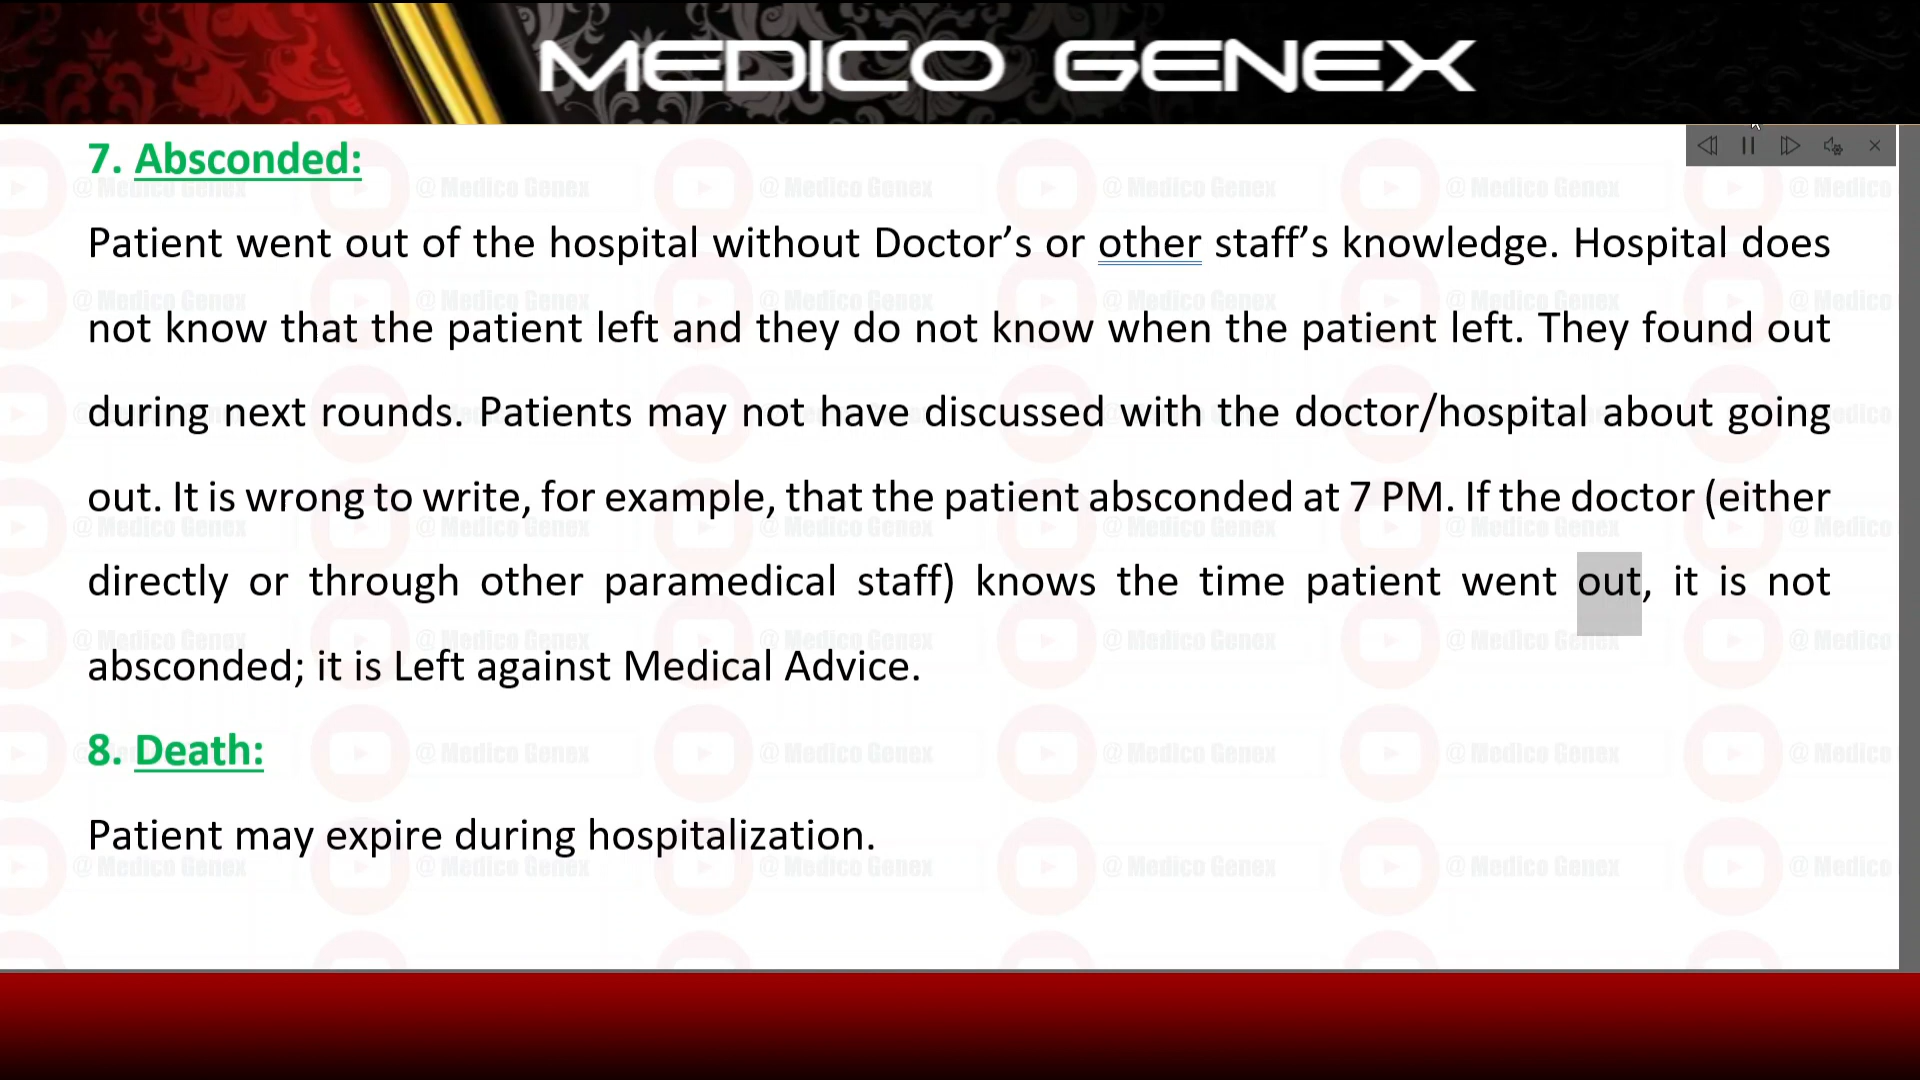 MEDICO GENEX
7. Absconded:
Patient went out of the hospital without Doctor’s or other staff’s knowledge. Hospital does
not know that the patient left and they do not know when the patient left. They found out
during next rounds. Patients may not have discussed with the doctor/hospital about going
out. It is wrong to write, for example, that the patient absconded at 7 PM. If the doctor (either
directly or through other paramedical staff) knows the time patient went out, it is not
absconded; it is Left against Medical Advice.
8. Death:
Patient may expire during hospitalization.
@ Medico Genex